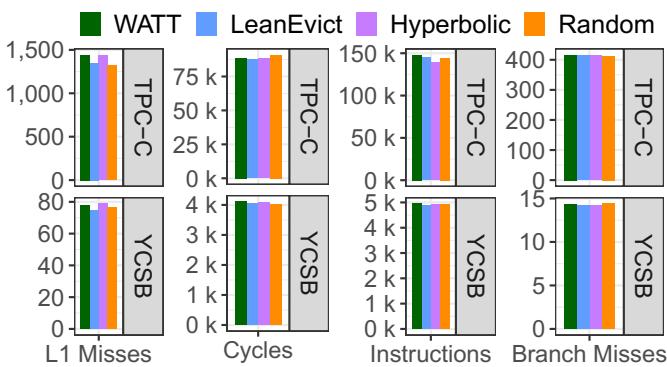 WATT LeanEvict Hyperbolic Random
1,500
1,000
500
0
TPC−C
75 k
50 k
25 k
0 k
TPC−C
150 k
100 k
50 k
0 k
TPC−C
400
300
200
100
0
TPC−C
80
60
40
20
0
YCSB
4 k
3 k
2 k
1 k
0 k
YCSB
5 k
4 k
3 k
2 k
1 k
0 k
YCSB
15
10
5
0
YCSB
L1 Misses Cycles Instructions Branch Misses